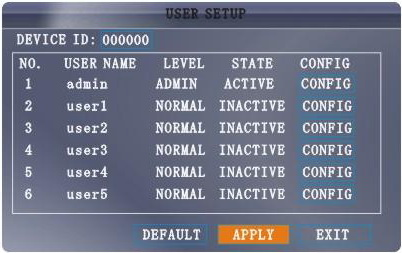 USER SETUP
DEVICE ID: 000000
NO. USER NAME LEVEL STATE CONFIG
1 admin ADMIN ACTIVE CONFIG
2 user1 NORMAL INACTIVE CONFIG
3 user2 NORMAL INACTIVE CONFIG
4 user3 NORMAL INACTIVE CONFIG
5 user4 NORMAL INACTIVE CONFIG
6 user5 NORMAL INACTIVE CONFIG
DEFAULT APPLY EXIT